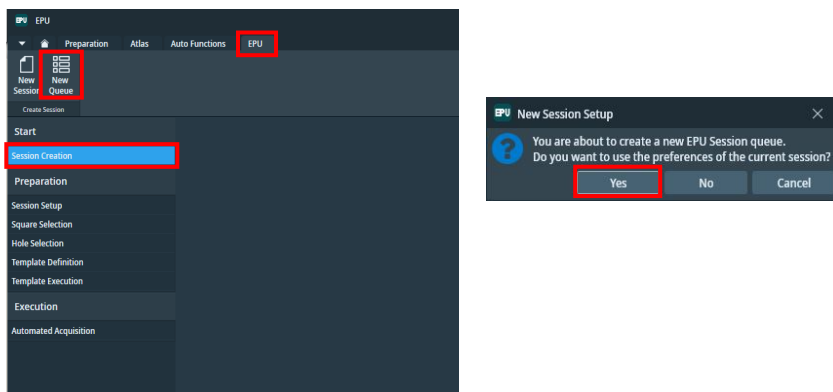 EPU EPU
Preparation Atlas Auto Functions EPU
New Session
New Queue
Create Session
Start
Session Creation
Preparation
Session Setup
Square Selection
Hole Selection
Template Definition
Template Execution
Execution
Automated Acquisition
EPU New Session Setup
You are about to create a new EPU Session queue.
Do you want to use the preferences of the current session?
Yes No Cancel